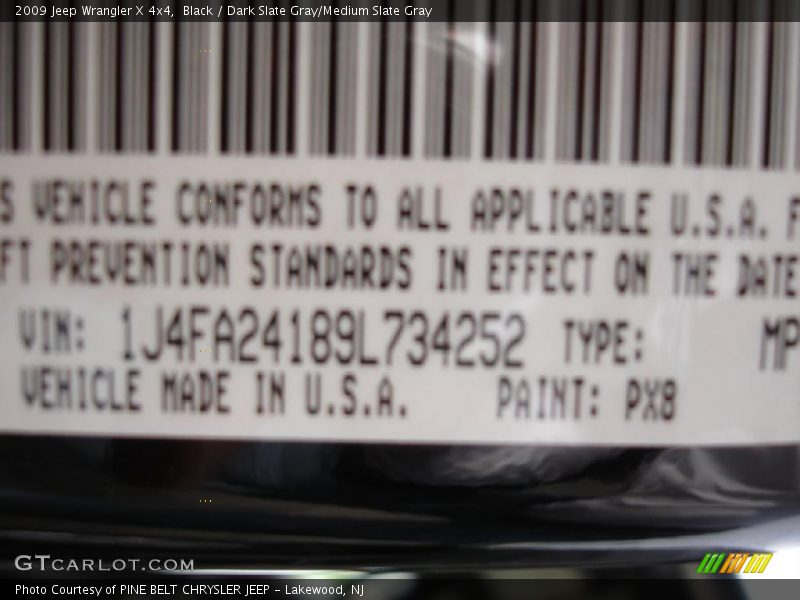 2009 Jeep Wrangler X 4x4,  Black / Dark Slate Gray/Medium Slate Gray
S VEHICLE CONFORMS TO ALL APPLICABLE U.S.A. F
FT PREVENTION STANDARDS IN EFFECT ON THE DATE
VIN: 1J4FA24189L734252 TYPE: MP
VEHICLE MADE IN U.S.A. PAINT: PX8
GTCARLOT.COM
Photo Courtesy of PINE BELT CHRYSLER JEEP - Lakewood, NJ